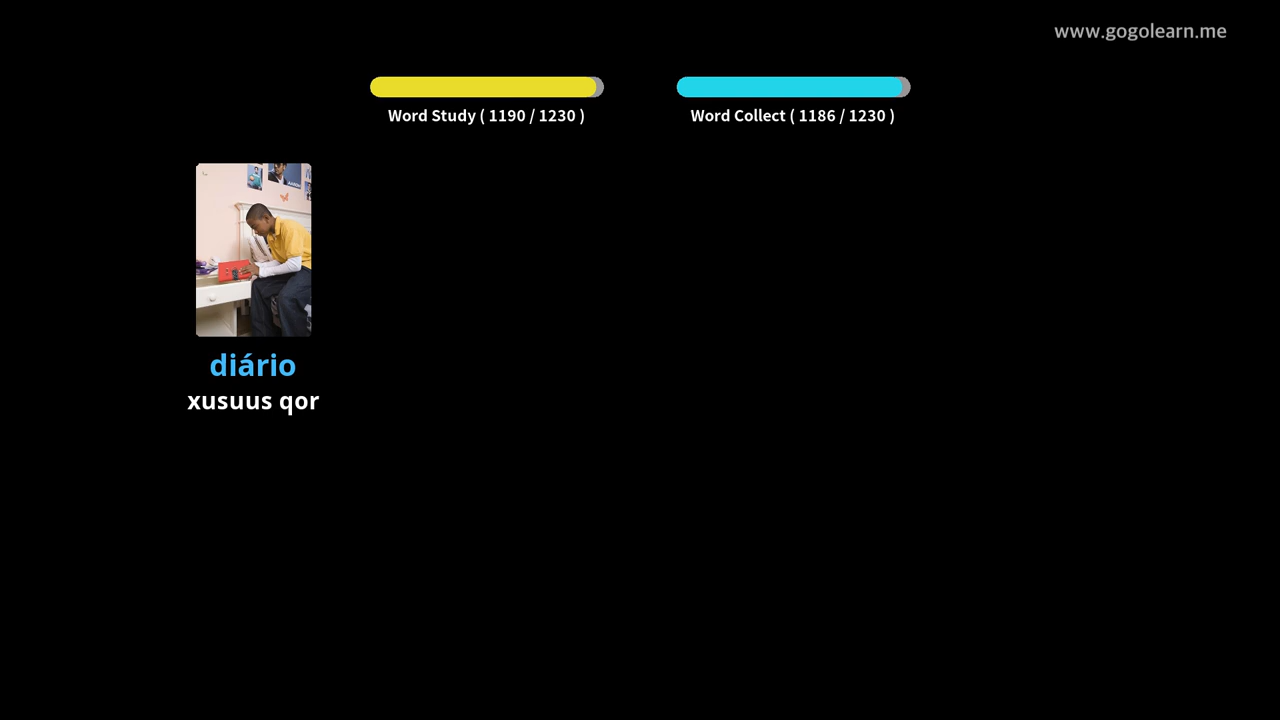 www.gogolearn.me
Word Study ( 1190 / 1230 )
Word Collect ( 1186 / 1230 )
diário
xusuus qor